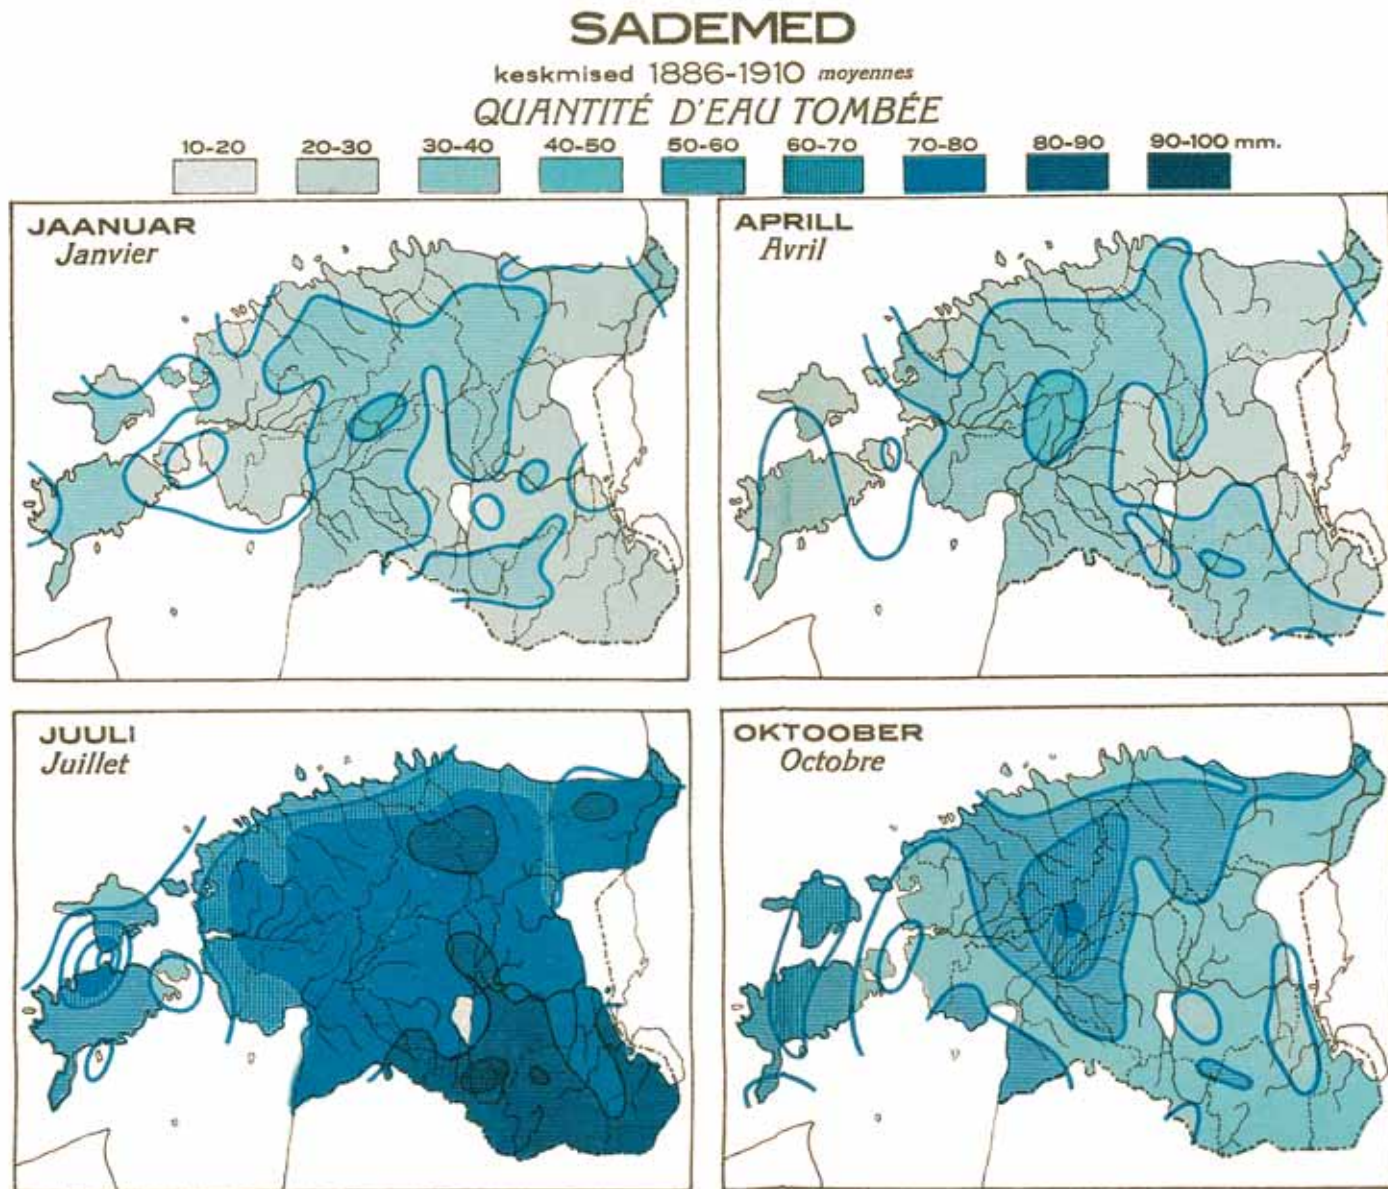 SADEMED
keskmised 1886-1910 moyennes
QUANTITÉ D'EAU TOMBÉE
10-20 20-30 30-40 40-50 50-60 60-70 70-80 80-90 90-100 mm.
JAANUAR
Janvier
APRILL
Avril
JUULI
Juillet
OKTOOBER
Octobre